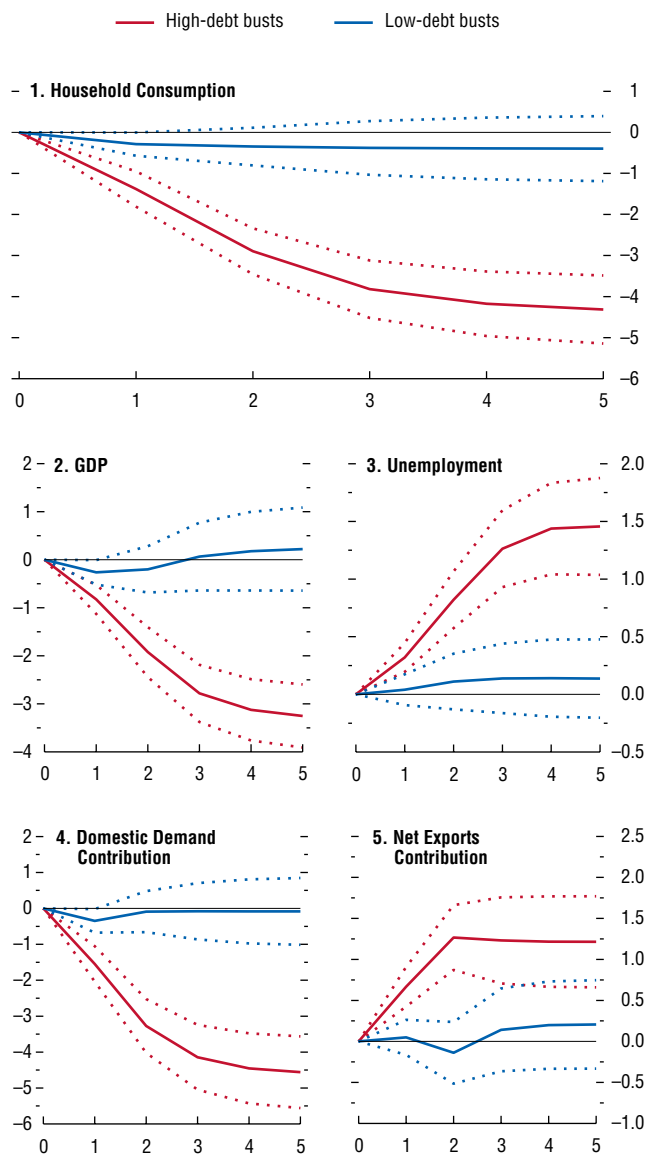 High-debt busts Low-debt busts
1. Household Consumption
1
0
–1
–2
–3
–4
–5
–6
0 1 2 3 4 5
2. GDP
2
1
0
–1
–2
–3
–4
0 1 2 3 4 5
3. Unemployment
2.0
1.5
1.0
0.5
0.0
–0.5
0 1 2 3 4 5
4. Domestic Demand
Contribution
2
1
0
–1
–2
–3
–4
–5
–6
0 1 2 3 4 5
5. Net Exports
Contribution
2.5
2.0
1.5
1.0
0.5
0.0
–0.5
–1.0
0 1 2 3 4 5